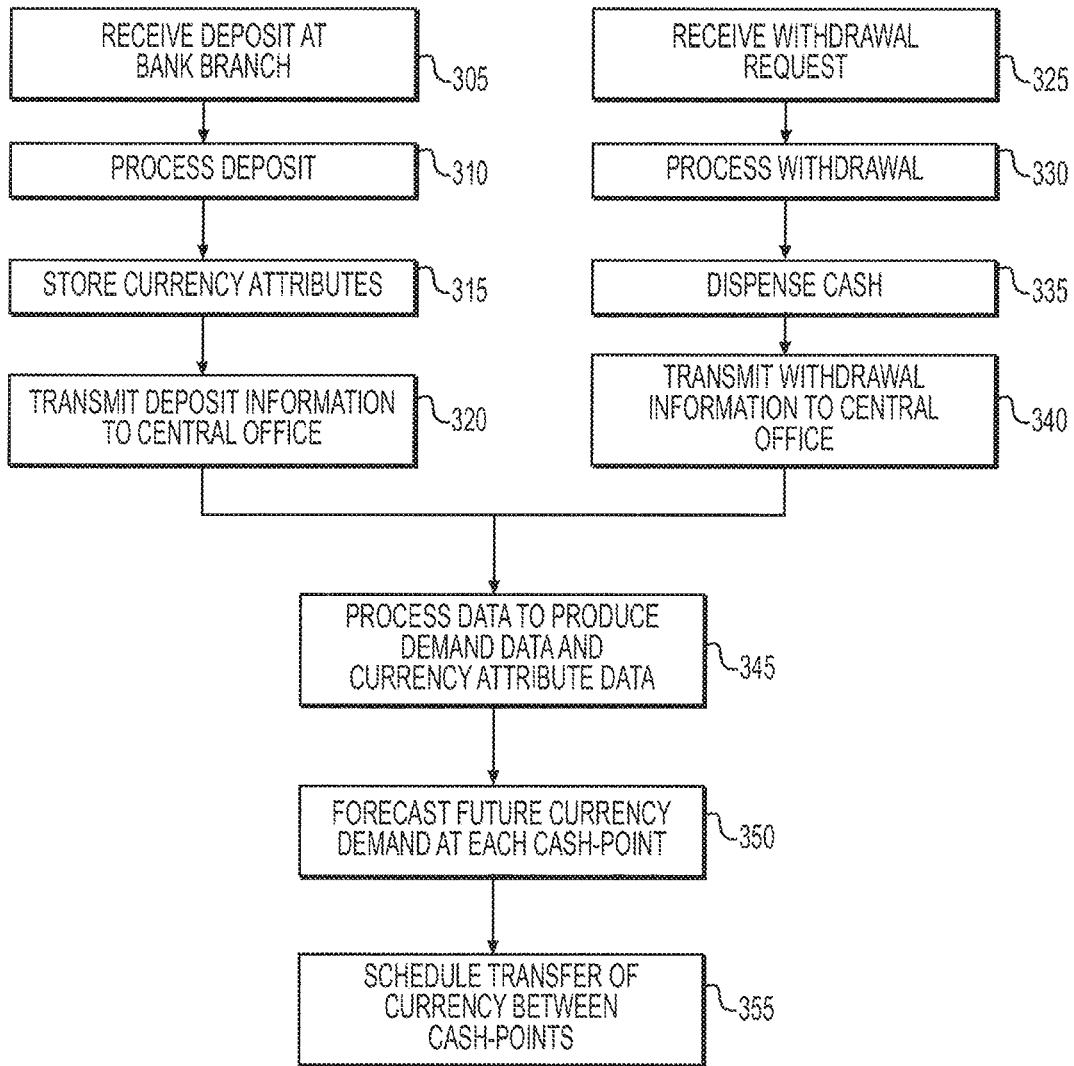 RECEIVE DEPOSIT AT
BANK BRANCH
305
PROCESS DEPOSIT
310
STORE CURRENCY ATTRIBUTES
315
TRANSMIT DEPOSIT INFORMATION
TO CENTRAL OFFICE
320
RECEIVE WITHDRAWAL
REQUEST
325
PROCESS WITHDRAWAL
330
DISPENSE CASH
335
TRANSMIT WITHDRAWAL
INFORMATION TO CENTRAL
OFFICE
340
PROCESS DATA TO PRODUCE
DEMAND DATA AND
CURRENCY ATTRIBUTE DATA
345
FORECAST FUTURE CURRENCY
DEMAND AT EACH CASH-POINT
350
SCHEDULE TRANSFER OF
CURRENCY BETWEEN
CASH-POINTS
355